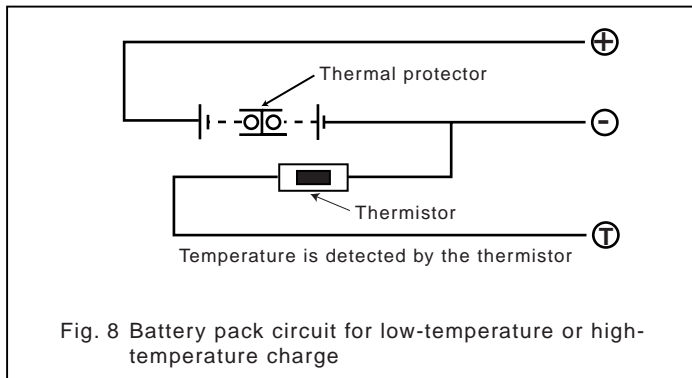 +
Thermal protector
-
Thermistor
T
Temperature is detected by the thermistor
Fig. 8 Battery pack circuit for low-temperature or high-
temperature charge